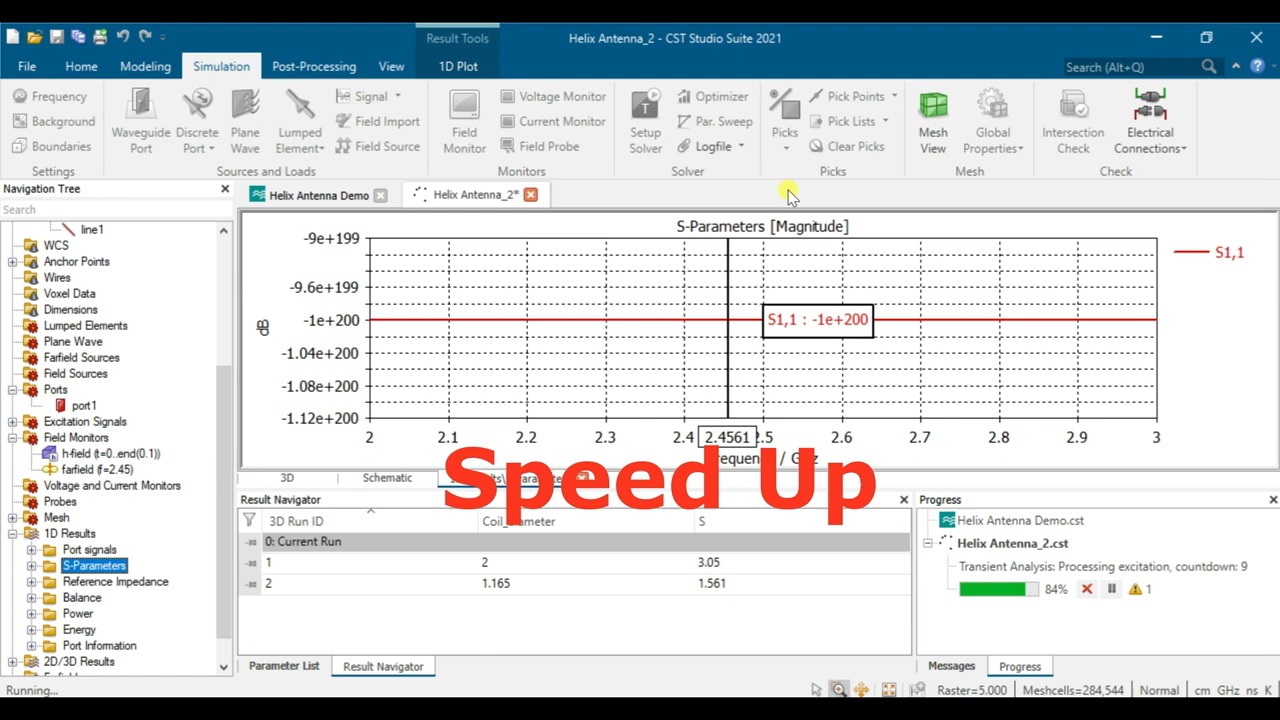 Result Tools
Helix Antenna_2 - CST Studio Suite 2021
File Home Modeling Simulation Post-Processing View 1D Plot Search (Alt+Q)
Frequency
Background
Boundaries
Settings
Waveguide Port
Discrete Port
Plane Wave
Lumped Element
Signal
Field Import
Field Source
Sources and Loads
Field Monitor
Voltage Monitor
Current Monitor
Field Probe
Monitors
Setup Solver
Optimizer
Par. Sweep
Logfile
Solver
Picks
Pick Points
Pick Lists
Clear Picks
Picks
Mesh View
Global Properties
Mesh
Intersection Check
Electrical Connections
Check
Navigation Tree
Search
line1
WCS
Anchor Points
Wires
Voxel Data
Dimensions
Lumped Elements
Plane Wave
Farfield Sources
Field Sources
Ports
port1
Excitation Signals
Field Monitors
h-field (t=0..end(0.1))
farfield (f=2.45)
Voltage and Current Monitors
Probes
Mesh
1D Results
Port signals
S-Parameters
Reference Impedance
Balance
Power
Energy
Port Information
2D/3D Results
Helix Antenna Demo
Helix Antenna_2*
S-Parameters [Magnitude]
-9e+199
-9.6e+199
-1e+200
-1.04e+200
-1.08e+200
-1.12e+200
dB
S1,1 : -1e+200
S1,1
2 2.1 2.2 2.3 2.4 2.4561 2.5 2.6 2.7 2.8 2.9 3
Speed Up
3D Schematic
Result Navigator
3D Run ID Coil_Diameter S
0: Current Run
1 2 3.05
2 1.165 1.561
Parameter List Result Navigator
Progress
Helix Antenna Demo.cst
Helix Antenna_2.cst
Transient Analysis: Processing excitation, countdown: 9
84% 1
Messages Progress
Running...
Raster=5.000 Meshcells=284,544 Normal cm GHz ns K